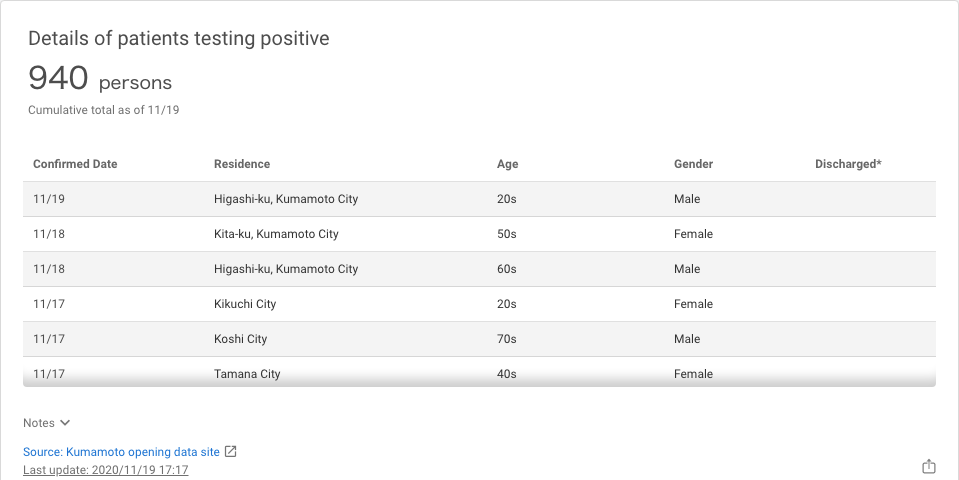 Details of patients testing positive
940 persons
Cumulative total as of 11/19
Confirmed Date Residence Age Gender Discharged*
11/19 Higashi-ku, Kumamoto City 20s Male
11/18 Kita-ku, Kumamoto City 50s Female
11/18 Higashi-ku, Kumamoto City 60s Male
11/17 Kikuchi City 20s Female
11/17 Koshi City 70s Male
11/17 Tamana City 40s Female
Notes
Source: Kumamoto opening data site
Last update: 2020/11/19 17:17